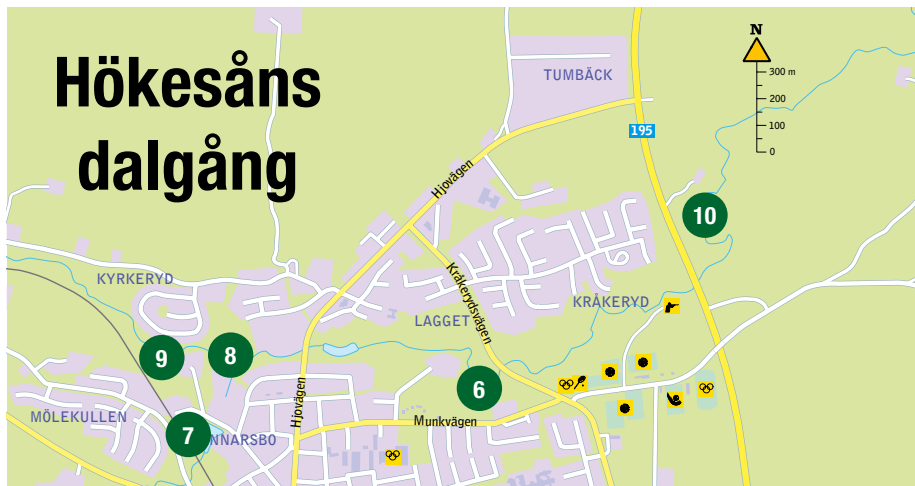 Hökesåns
dalgång
N
300 m
200
100
0
TUMBÄCK
195
Hjovägen
10
KYRKERYD
Kråkerydsvägen
KRÅKERYD
LAGGET
9
8
6
Hjovägen
MÖLEKULLEN
Munkvägen
7
NNARSBO